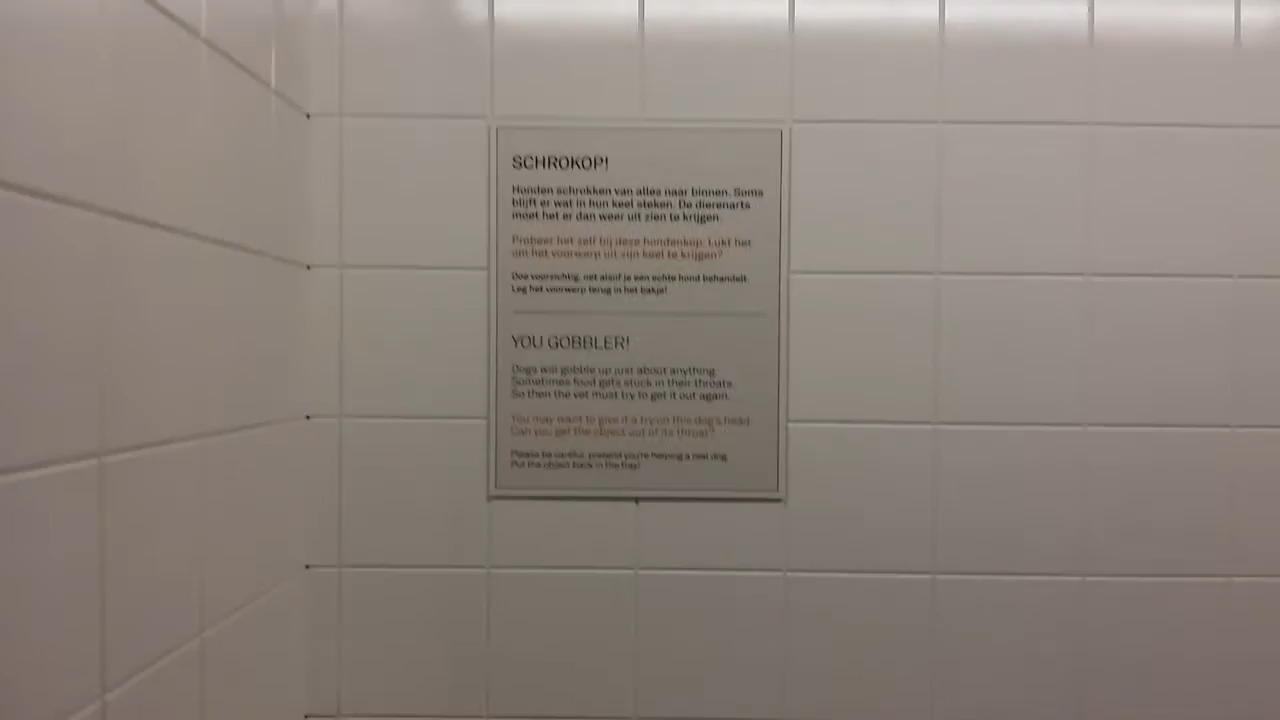 SCHROKOP!
Honden schrokken van alles naar binnen. Soms
blijft er wat in hun keel steken. De dierenarts
moet het er dan weer uit zien te krijgen.
Probeer het zelf bij deze hondenkop. Lukt het
om het voorwerp uit zijn keel te krijgen?
Doe voorzichtig, net alsof je een echte hond behandelt.
Leg het voorwerp terug in het bakje!
YOU GOBBLER!
Dogs will gobble up just about anything.
Sometimes food gets stuck in their throats.
So then the vet must try to get it out again.
You may want to give it a try on this dog's head.
Can you get the object out of its throat?
Please be careful, pretend you're helping a real dog.
Put the object back in the tray!